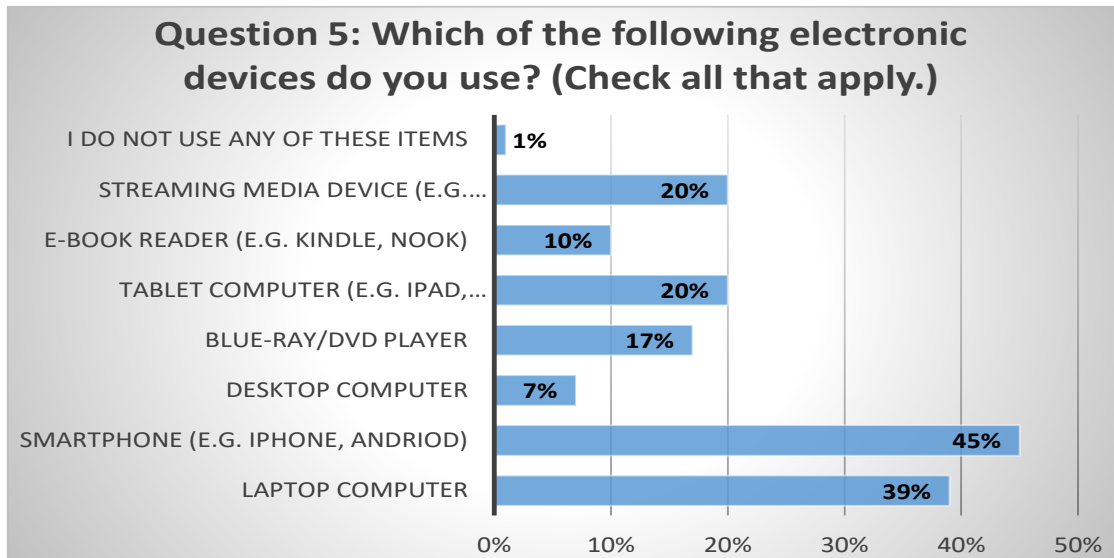 Question 5: Which of the following electronic
devices do you use? (Check all that apply.)
I DO NOT USE ANY OF THESE ITEMS 1%
STREAMING MEDIA DEVICE (E.G.… 20%
E-BOOK READER (E.G. KINDLE, NOOK) 10%
TABLET COMPUTER (E.G. IPAD,… 20%
BLUE-RAY/DVD PLAYER 17%
DESKTOP COMPUTER 7%
SMARTPHONE (E.G. IPHONE, ANDRIOD) 45%
LAPTOP COMPUTER 39%
0% 10% 20% 30% 40% 50%